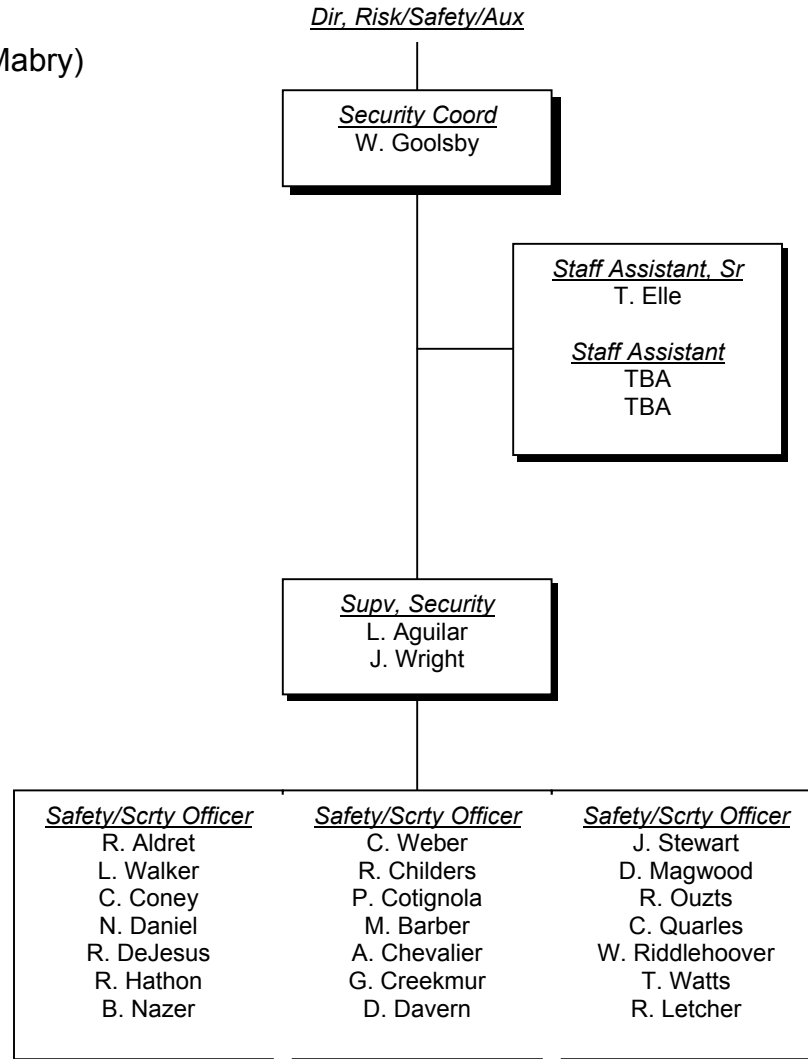 Dir, Risk/Safety/Aux
Mabry)
Security Coord
W. Goolsby
Staff Assistant, Sr
T. Elle
Staff Assistant
TBA
TBA
Supv, Security
L. Aguilar
J. Wright
Safety/Scrty Officer
R. Aldret
L. Walker
C. Coney
N. Daniel
R. DeJesus
R. Hathon
B. Nazer
Safety/Scrty Officer
C. Weber
R. Childers
P. Cotignola
M. Barber
A. Chevalier
G. Creekmur
D. Davern
Safety/Scrty Officer
J. Stewart
D. Magwood
R. Ouzts
C. Quarles
W. Riddlehoover
T. Watts
R. Letcher